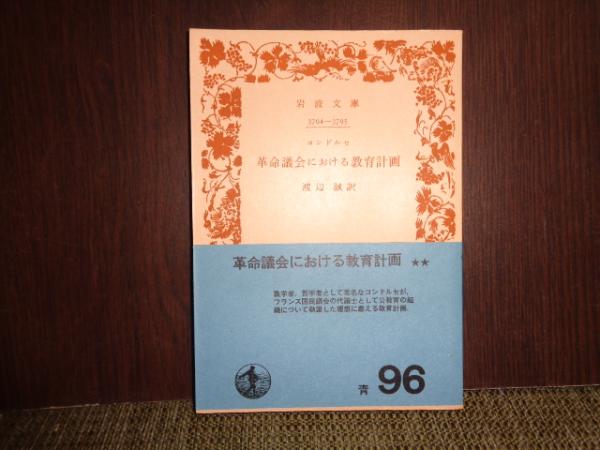 岩波文庫
3794—3795
コンドルセ
革命議会における教育計画
渡辺誠訳
革命議会における教育計画 ★★
数学者、哲学者として著名なコンドルセが、
フランス国民議会の代議士として公教育の組
織について執筆した理想に燃える教育計画.
青 96